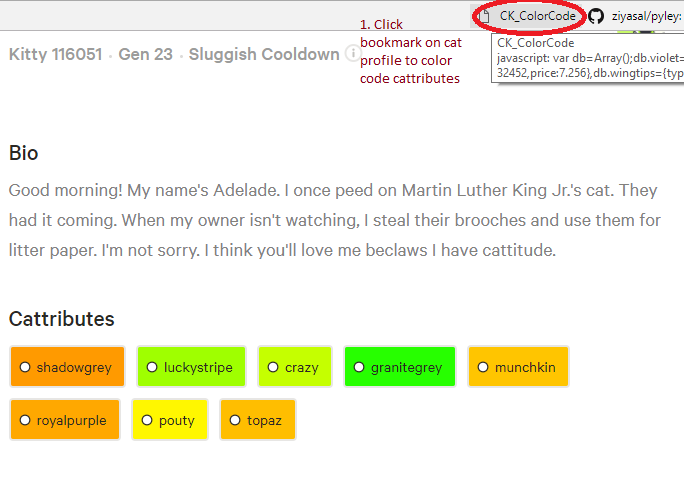 CK_ColorCode ziyasal/pyley:
1. Click
bookmark on cat
profile to color
code cattributes
CK_ColorCode
javascript: var db=Array();db.violet=
32452,price:7.256},db.wingtips={typ
Kitty 116051 · Gen 23 · Sluggish Cooldown
Bio
Good morning! My name's Adelade. I once peed on Martin Luther King Jr.'s cat. They
had it coming. When my owner isn't watching, I steal their brooches and use them for
litter paper. I'm not sorry. I think you'll love me beclaws I have cattitude.
Cattributes
shadowgrey luckystripe crazy granitegrey munchkin
royalpurple pouty topaz